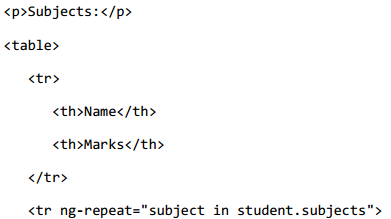 <p>Subjects:</p>
<table>
<tr>
<th>Name</th>
<th>Marks</th>
</tr>
<tr ng-repeat="subject in student.subjects">